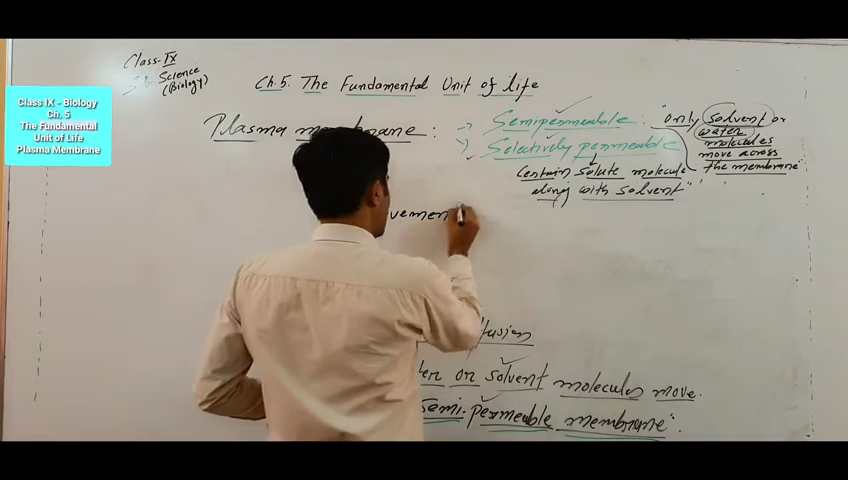 Class-IX
Science
(Biology)
Class IX - Biology
Ch. 5
The Fundamental
Unit of Life
Plasma Membrane
Ch.5. The Fundamental Unit of life
Plasma membrane :
-> Semipermeable : "only solvent or
water
molecules
move across
the membrane"
Selectively permeable
Certain solute molecule
along with solvent"
vemen
fusion
or solvent molecules move.
Semi-permeable membrane".